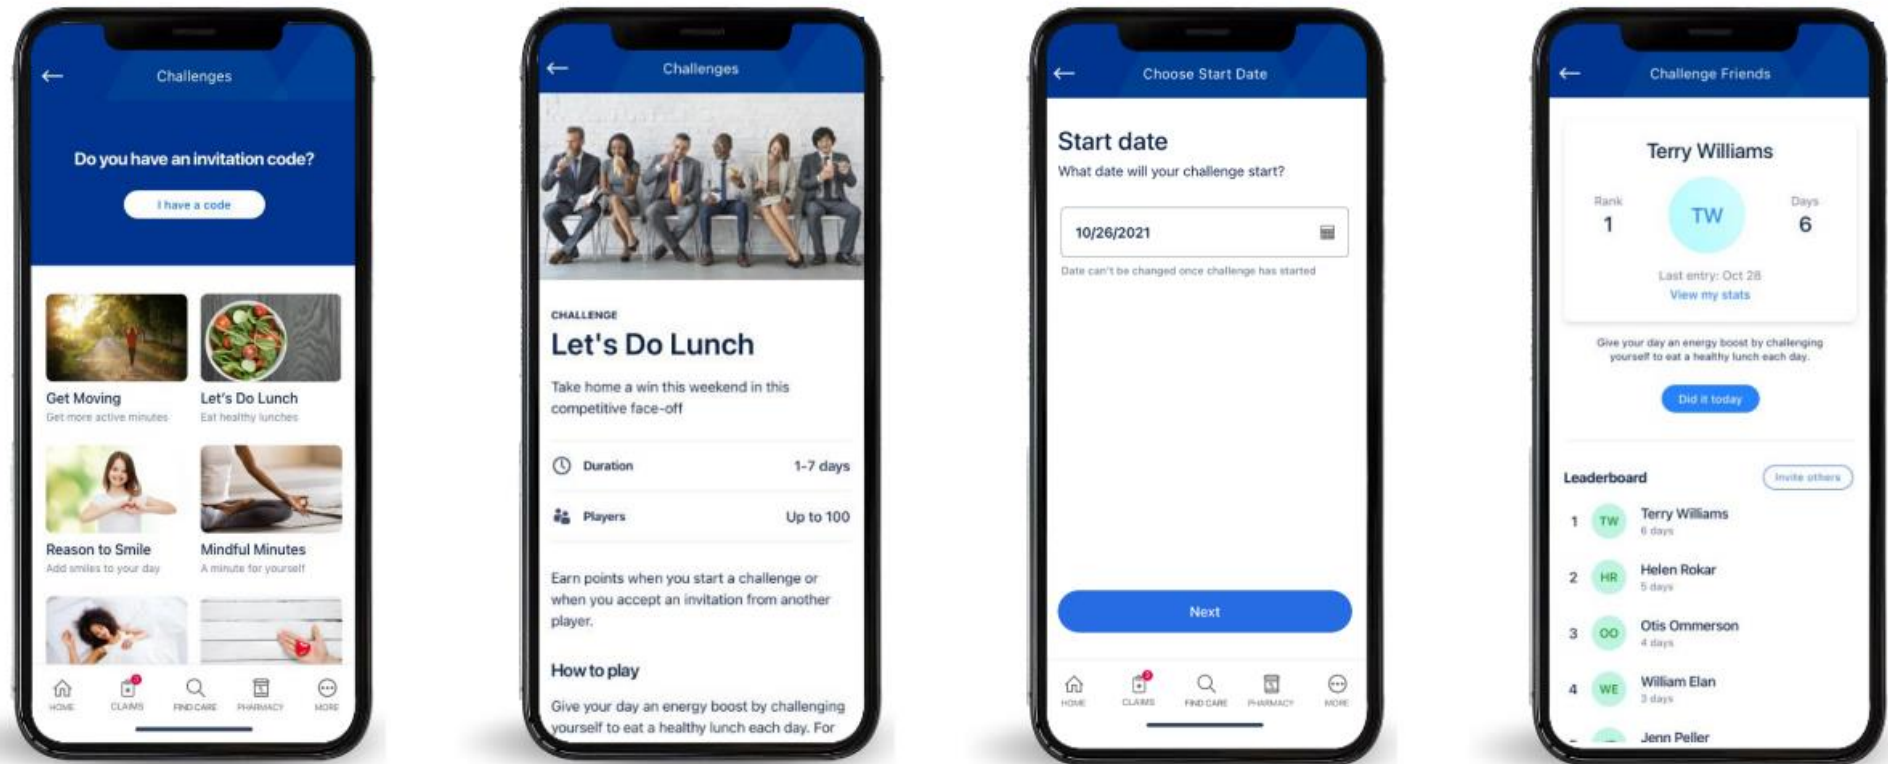 Challenges
Do you have an invitation code?
I have a code
Get Moving
Get more active minutes
Let's Do Lunch
Eat healthy lunches
Reason to Smile
Add smiles to your day
Mindful Minutes
A minute for yourself
HOME
3
CLAIMS
FIND CARE
PHARMACY
MORE
Challenges
CHALLENGE
Let's Do Lunch
Take home a win this weekend in this
competitive face-off
Duration
1-7 days
Players
Up to 100
Earn points when you start a challenge or
when you accept an invitation from another
player.
How to play
Give your day an energy boost by challenging
yourself to eat a healthy lunch each day. For
Choose Start Date
Start date
What date will your challenge start?
10/26/2021
Date can't be changed once challenge has started
Next
HOME
CLAIMS
FIND CARE
PHARMACY
MORE
Challenge Friends
Terry Williams
Rank
1
TW
Days
6
Last entry: Oct 28
View my stats
Give your day an energy boost by challenging
yourself to eat a healthy lunch each day.
Did it today
Leaderboard
Invite others
1 TW Terry Williams
6 days
2 HR Helen Rokar
5 days
3 OO Otis Ommerson
4 days
4 WE William Elan
3 days
Jenn Peller